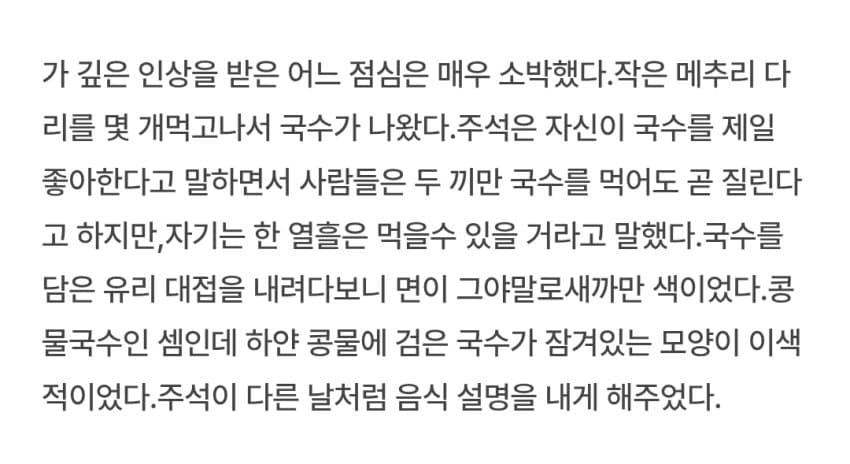 가 깊은 인상을 받은 어느 점심은 매우 소박했다.작은 메추리 다
리를 몇 개먹고나서 국수가 나왔다.주석은 자신이 국수를 제일
좋아한다고 말하면서 사람들은 두 끼만 국수를 먹어도 곧 질린다
고 하지만,자기는 한 열흘은 먹을수 있을 거라고 말했다.국수를
담은 유리 대접을 내려다보니 면이 그야말로새까만 색이었다.콩
물국수인 셈인데 하얀 콩물에 검은 국수가 잠겨있는 모양이 이색
적이었다.주석이 다른 날처럼 음식 설명을 내게 해주었다.